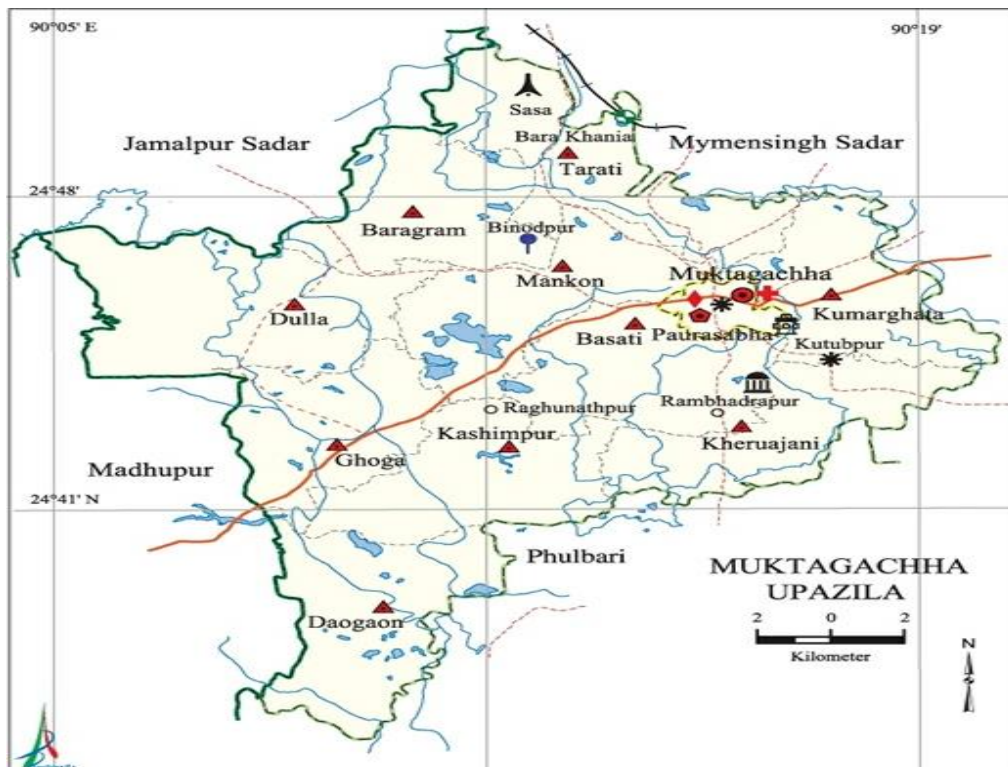 90°05' E
90°19'
Sasa
Bara Khania
Jamalpur Sadar
Mymensingh Sadar
Tarati
24°48'
Baragram
Binodpur
Mankon
Muktagachha
Dulla
Kumarghata
Basati
Paurasabha
Kutubpur
Raghunathpur
Rambhadrapur
Kashimpur
Kheruajani
Ghoga
Madhupur
24°41' N
Phulbari
MUKTAGACHHA
UPAZILA
Daogaon
2 0 2
Kilometer
N